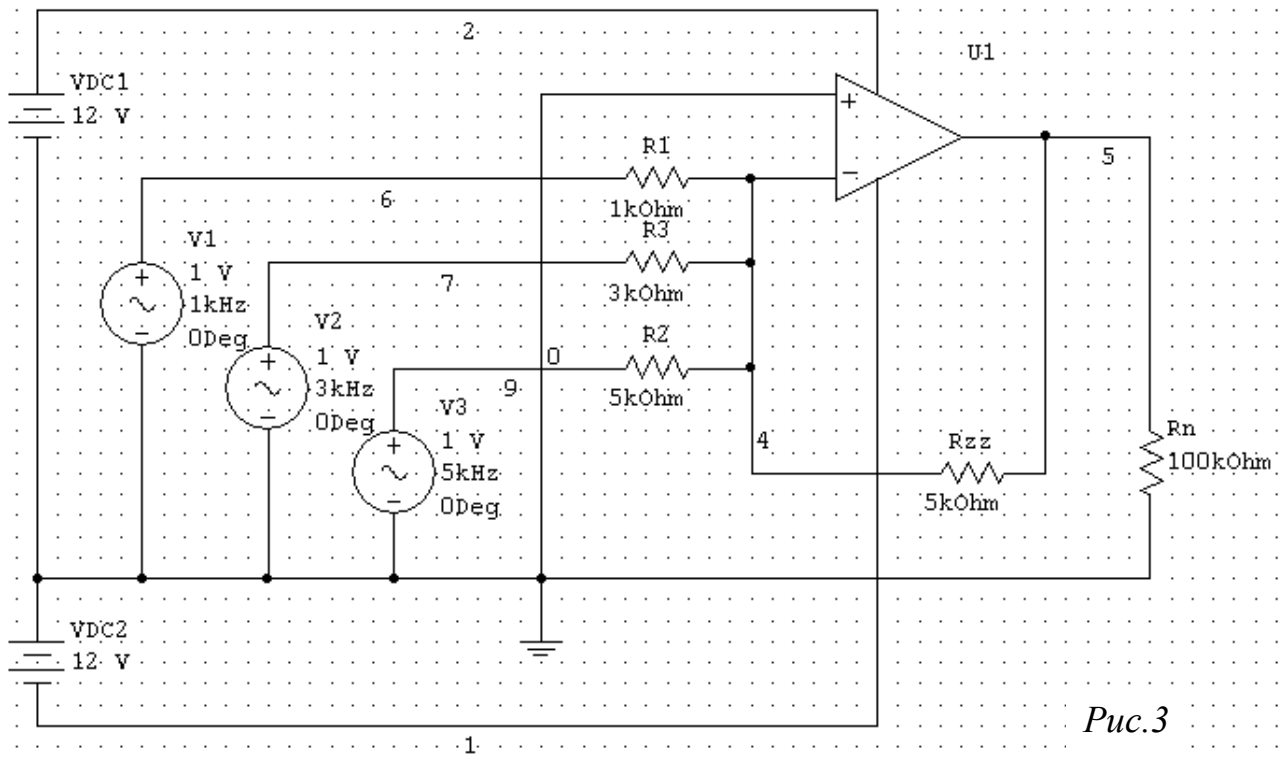 2
U1
VDC1
12 V
+
R1
5
−
6
1kOhm
V1
R3
1 V
+
7
1kHz
3kOhm
−
0Deg
V2
R2
1 V
+
0
3kHz
9
5kOhm
−
0Deg
V3
1 V
+
4
Rzz
Rn
5kHz
100kOhm
−
0Deg
5kOhm
VDC2
12 V
Рис.3
1